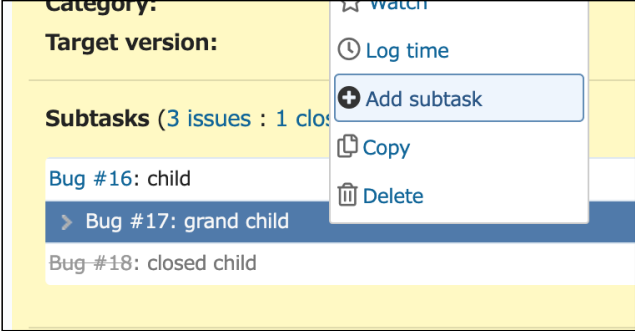 Category:
Watch
Target version:
Log time
Add subtask
Subtasks (3 issues : 1 clos
Copy
Bug #16: child
Delete
Bug #17: grand child
Bug #18: closed child